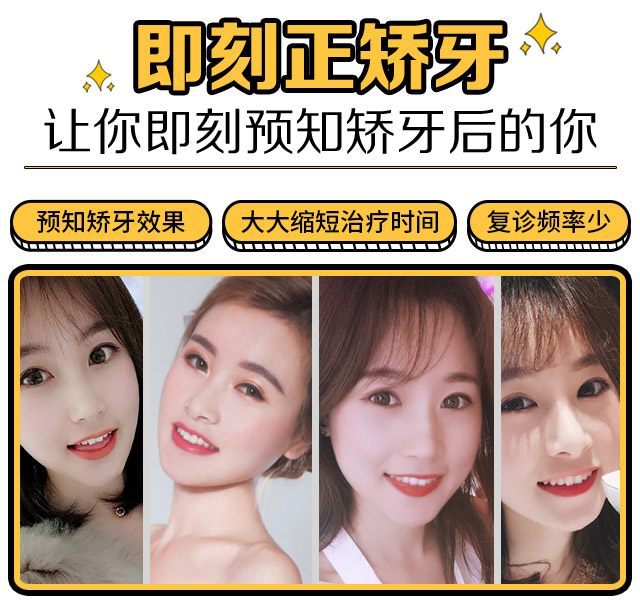 即刻正矫牙
让你即刻预知矫牙后的你
预知矫牙效果
大大缩短治疗时间
复诊频率少